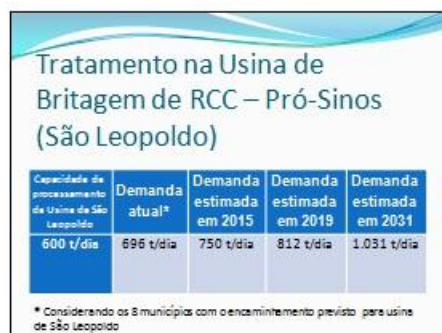 Tratamento na Usina de
Britagem de RCC – Pró-Sinos
(São Leopoldo)
Capacidade de processamento da Usina de São Leopoldo
Demanda atual*
Demanda estimada em 2015
Demanda estimada em 2019
Demanda estimada em 2031
600 t/dia 696 t/dia 750 t/dia 812 t/dia 1.031 t/dia
* Considerando os 8 municípios com o encamintemento previsto para usina
de São Leopoldo